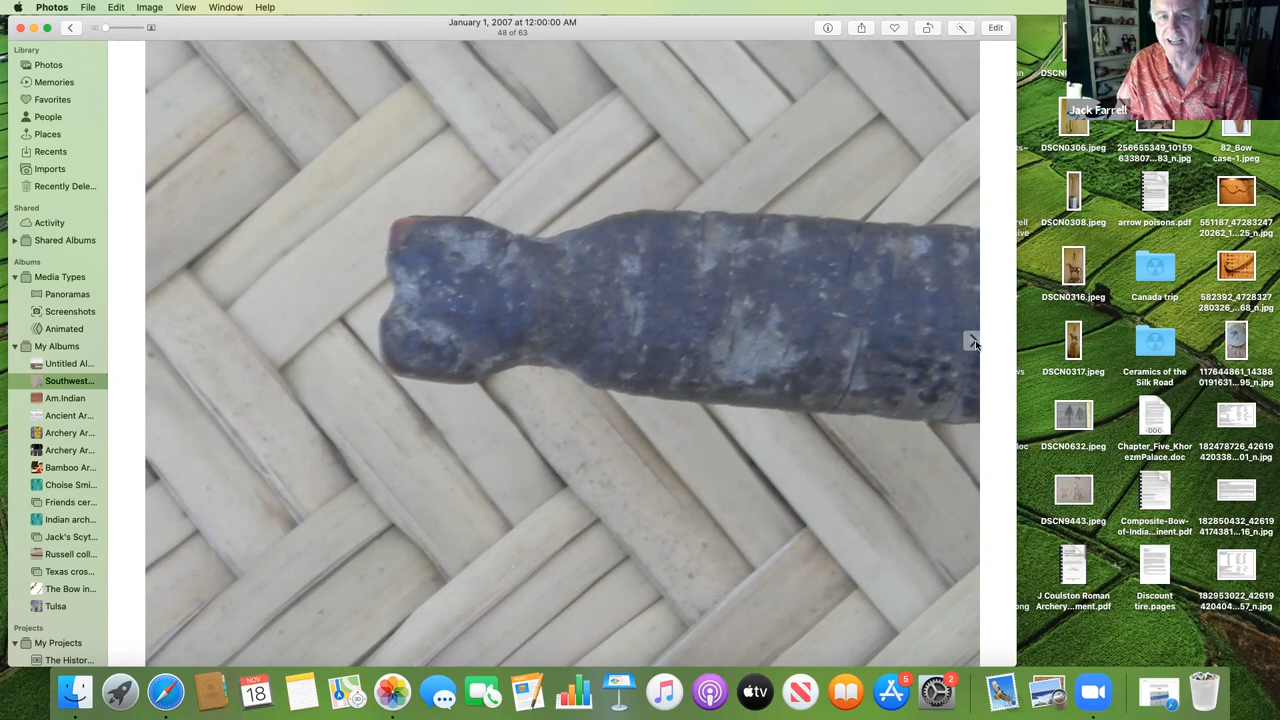 Photos File Edit Image View Window Help
January 1, 2007 at 12:00:00 AM
48 of 63
Edit
Library
Photos
Memories
Favorites
People
Places
Recents
Imports
Recently Dele...
Shared
Activity
Shared Albums
Albums
Media Types
Panoramas
Screenshots
Animated
My Albums
Untitled Al...
Southwest...
Am.Indian
Ancient Ar...
Archery Ar...
Archery Ar...
Bamboo Ar...
Choise Smi...
Friends cer...
Indian arch...
Jack's Scyt...
Russell coll...
Texas cros...
The Bow in...
Tulsa
Projects
My Projects
The Histor...
Jack Farrell
DSCN0306.jpeg
256655349_10159
633807...83_n.jpg
82_Bow
case-1.jpeg
DSCN0308.jpeg
arrow poisons.pdf
551187_47283247
20262_1...25_n.jpg
DSCN0316.jpeg
Canada trip
582392_4728327
280326_...68_n.jpg
DSCN0317.jpeg
Ceramics of the
Silk Road
117644861_14388
0191631...95_n.jpg
DSCN0632.jpeg
Chapter_Five_Khor
ezmPalace.doc
182478726_42619
420338...01_n.jpg
DSCN9443.jpeg
Composite-Bow-
of-India...inent.pdf
182850432_42619
4174381...16_n.jpg
J Coulston Roman
Archery...ment.pdf
Discount
tire.pages
182953022_42619
420404...57_n.jpg
NOV
18
5
2
tv